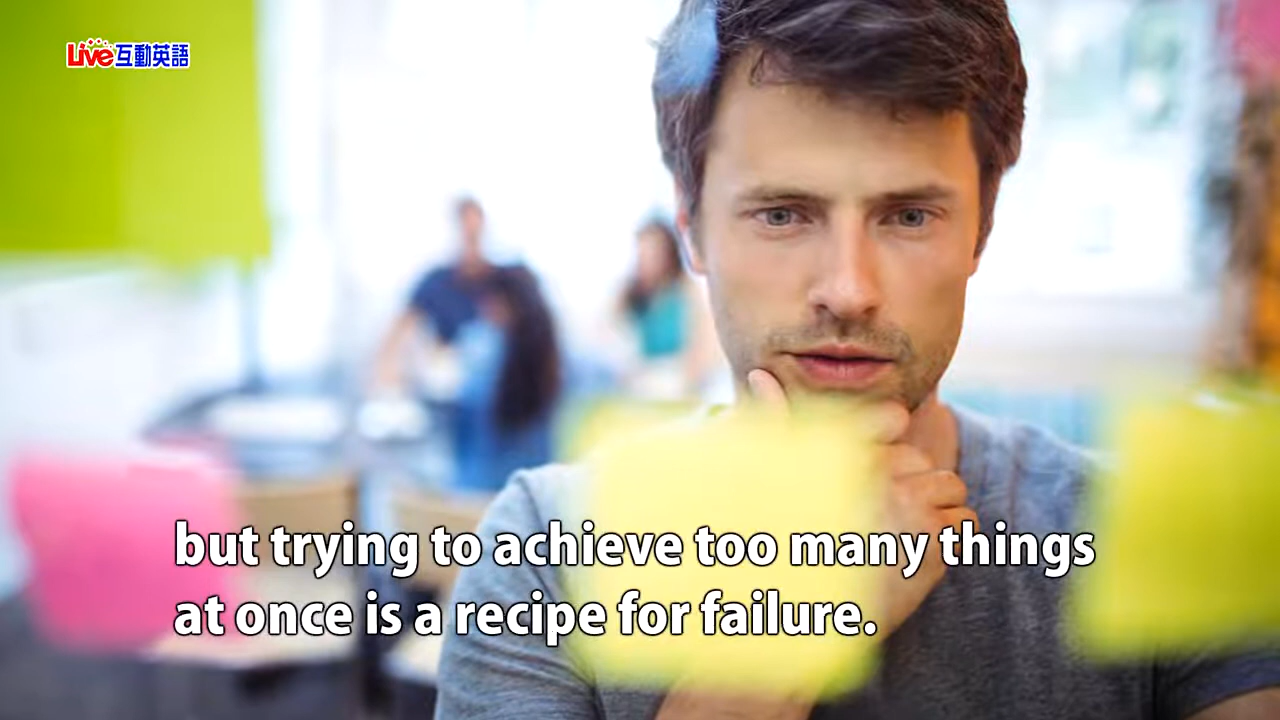 Live互動英語
but trying to achieve too many things
at once is a recipe for failure.